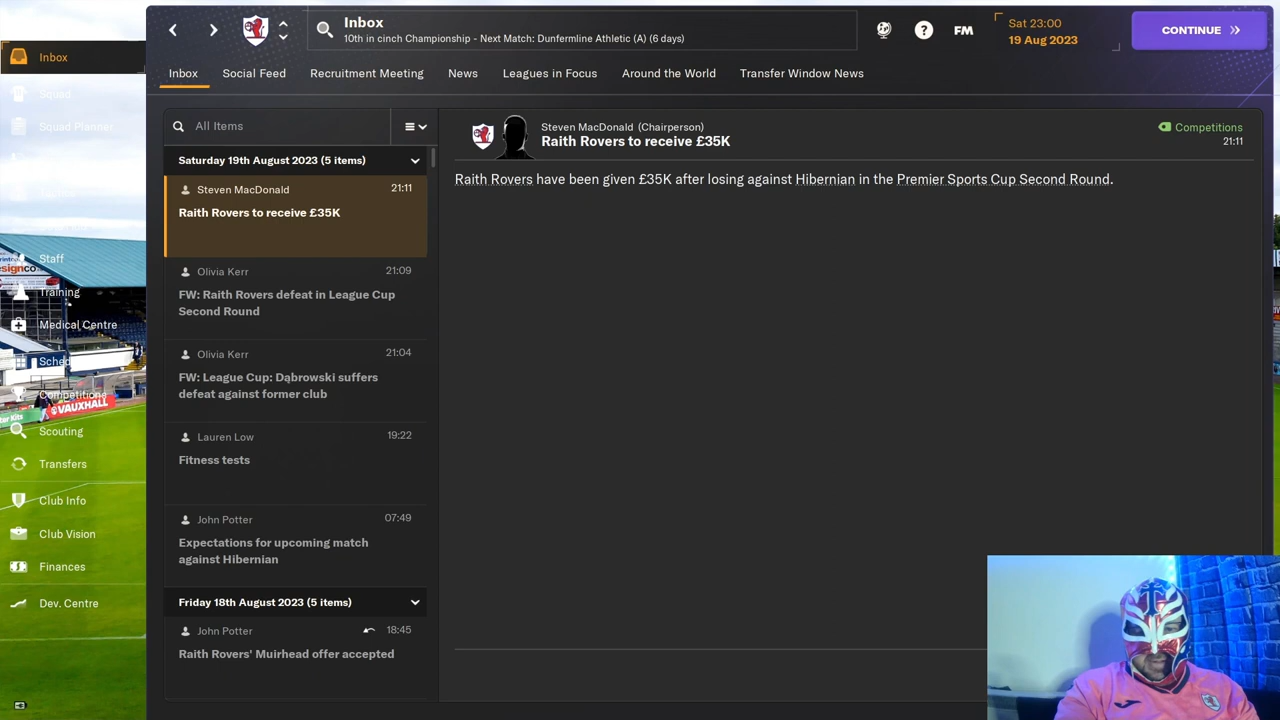 Inbox
10th in cinch Championship - Next Match: Dunfermline Athletic (A) (6 days)
FM
Sat 23:00
19 Aug 2023
CONTINUE
Inbox
Squad
Squad Planner
Staff
Training
Medical Centre
Sched
Competitions
Scouting
Transfers
Club Info
Club Vision
Finances
Dev. Centre
VAUXHALL
Inbox
Social Feed
Recruitment Meeting
News
Leagues in Focus
Around the World
Transfer Window News
All Items
Saturday 19th August 2023 (5 items)
Steven MacDonald 21:11
Raith Rovers to receive £35K
Olivia Kerr 21:09
FW: Raith Rovers defeat in League Cup
Second Round
Olivia Kerr 21:04
FW: League Cup: Dąbrowski suffers
defeat against former club
Lauren Low 19:22
Fitness tests
John Potter 07:49
Expectations for upcoming match
against Hibernian
Friday 18th August 2023 (5 items)
John Potter 18:45
Raith Rovers' Muirhead offer accepted
Steven MacDonald (Chairperson)
Raith Rovers to receive £35K
Competitions
21:11
Raith Rovers have been given £35K after losing against Hibernian in the Premier Sports Cup Second Round.